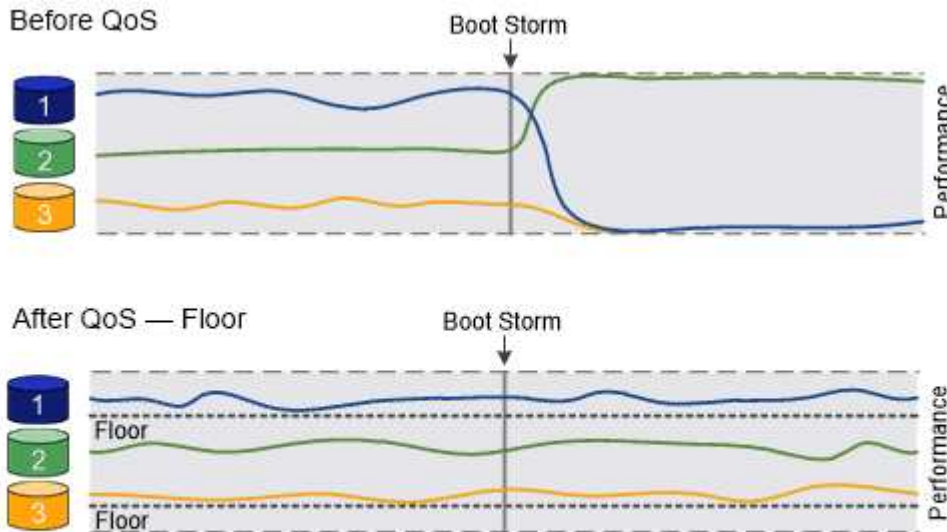 Before QoS
Boot Storm
1
2
3
Performance
After QoS — Floor
Boot Storm
1
Floor
2
3
Floor
Performance